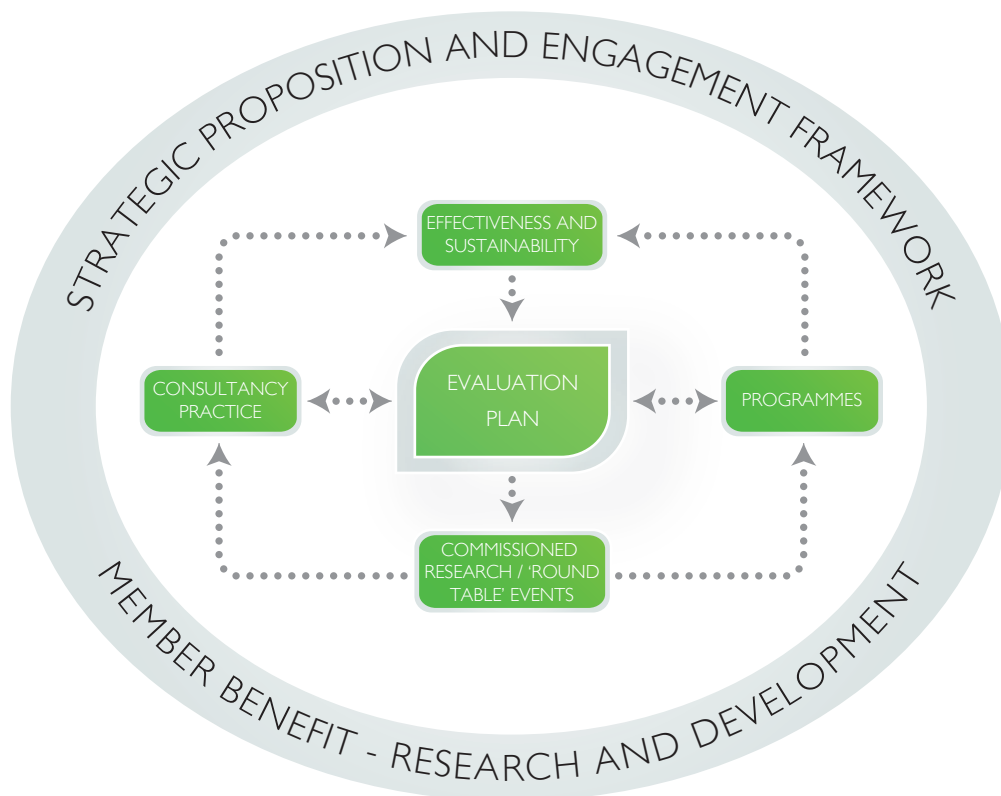 STRATEGIC PROPOSITION AND ENGAGEMENT FRAMEWORK
EFFECTIVENESS AND
SUSTAINABILITY
CONSULTANCY
PRACTICE
EVALUATION
PLAN
PROGRAMMES
COMMISSIONED
RESEARCH / ‘ROUND
TABLE’ EVENTS
MEMBER BENEFIT - RESEARCH AND DEVELOPMENT